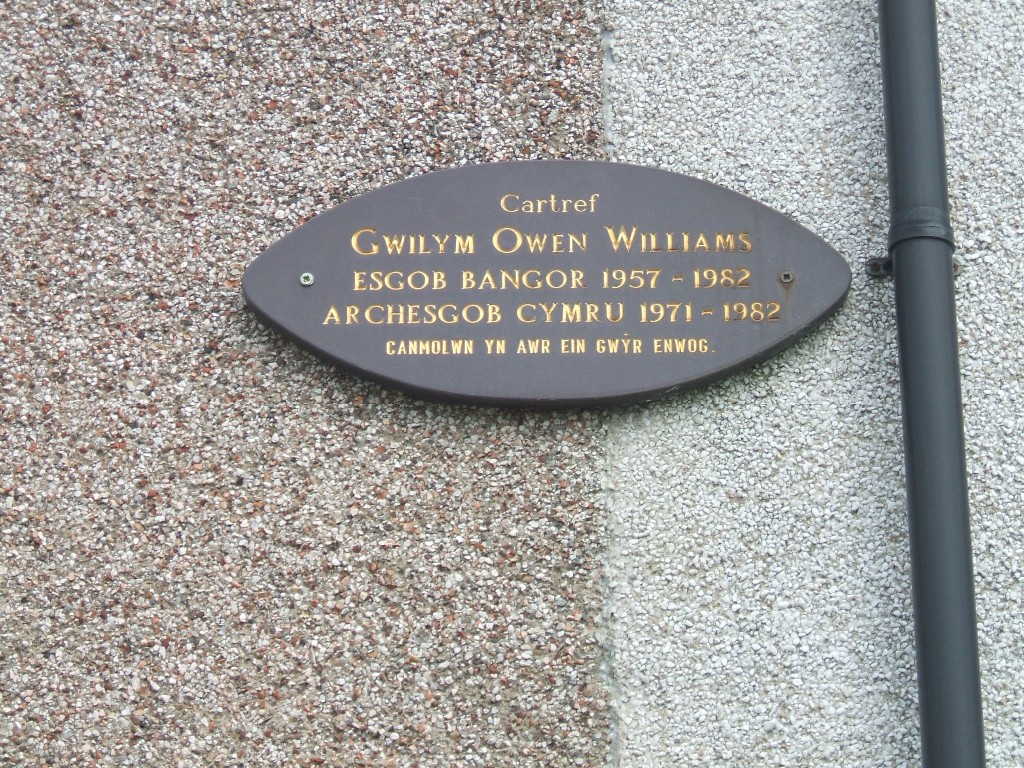 Cartref
GWILYM OWEN WILLIAMS
ESGOB BANGOR 1957 - 1982
ARCHESGOB CYMRU 1971 - 1982
CANMOLWN YN AWR EIN GWŶR ENWOG.